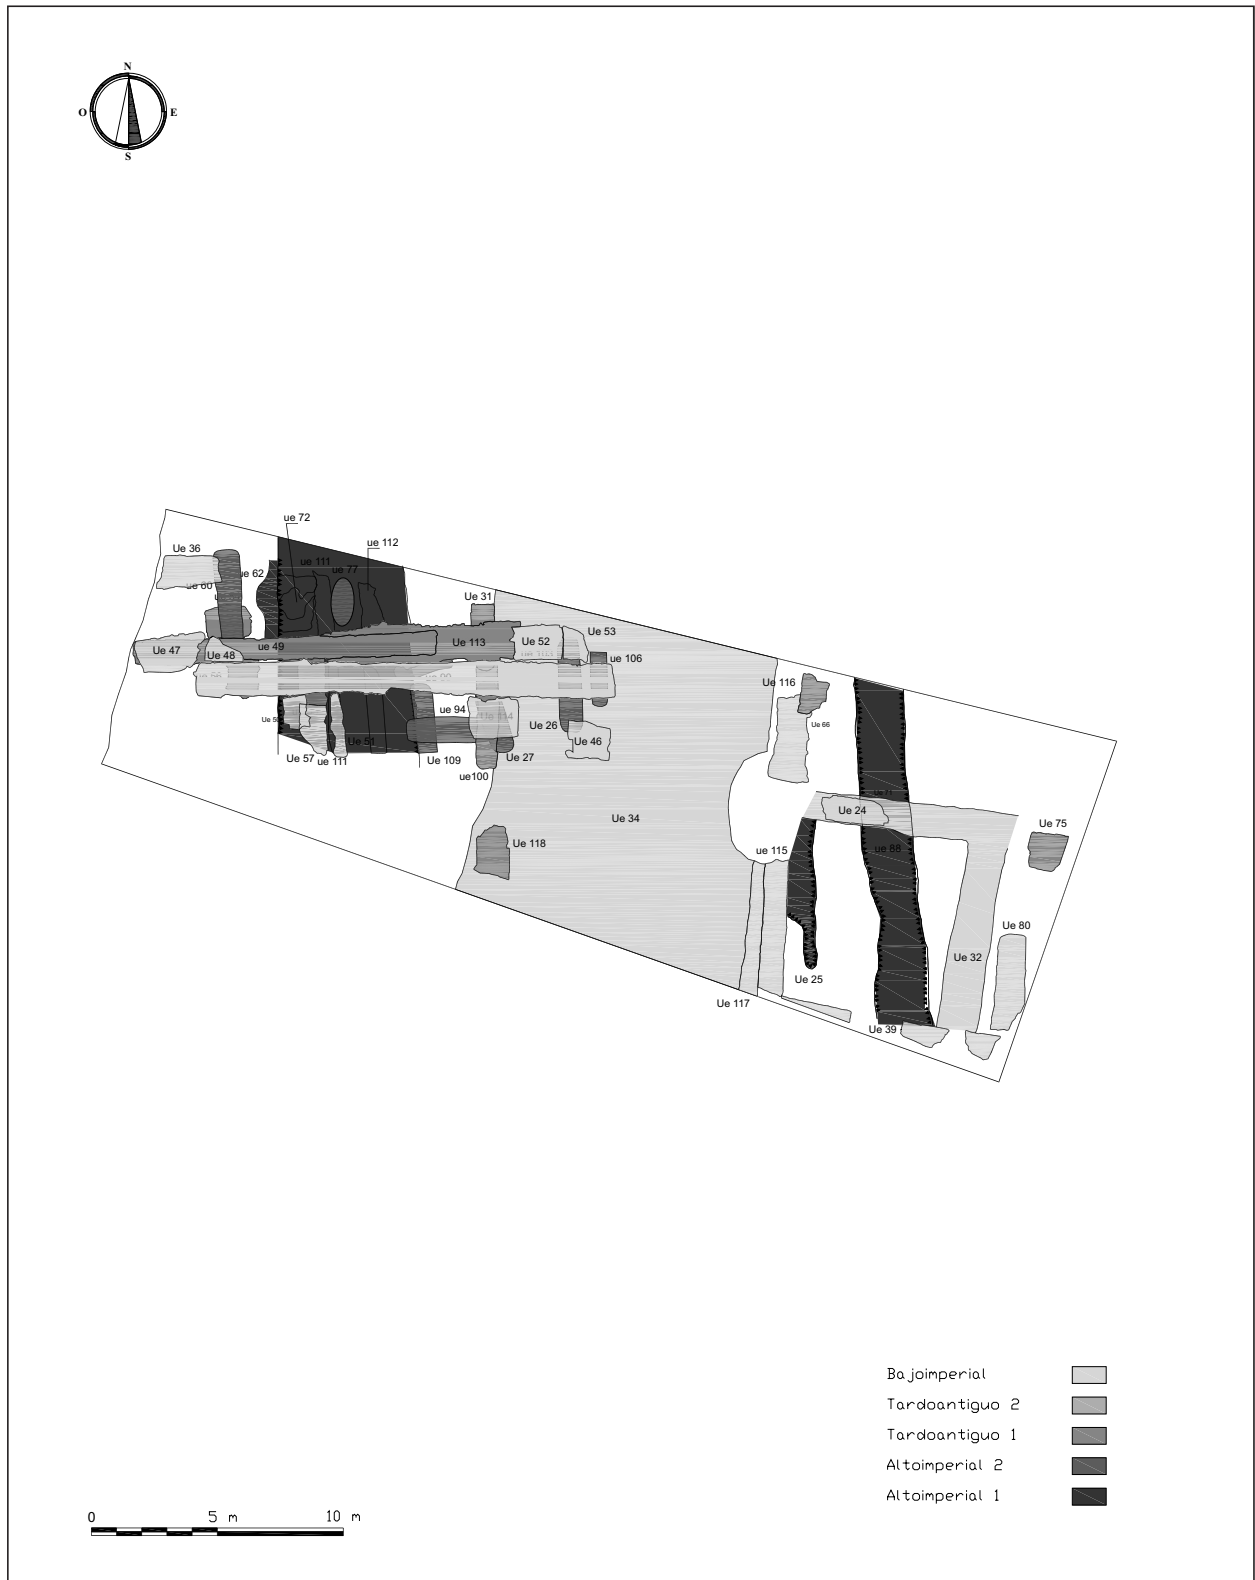 N
O E
S
ue 72
ue 112
Ue 36
ue 111
ue 77
ue 62
Ue 31
Ue 53
Ue 52
Ue 113
ue 49
Ue 47
Ue 48
ue 106
Ue 116
Ue 66
ue 94
Ue 26
Ue 46
Ue 51
Ue 57
ue 111
Ue 109
Ue 27
ue100
Ue 34
Ue 118
Ue 24
ue 71
Ue 75
ue 88
ue 115
Ue 80
Ue 32
Ue 25
Ue 117
Ue 39
Bajoimperial
Tardoantiguo 2
Tardoantiguo 1
Altoimperial 2
Altoimperial 1
0 5 m 10 m